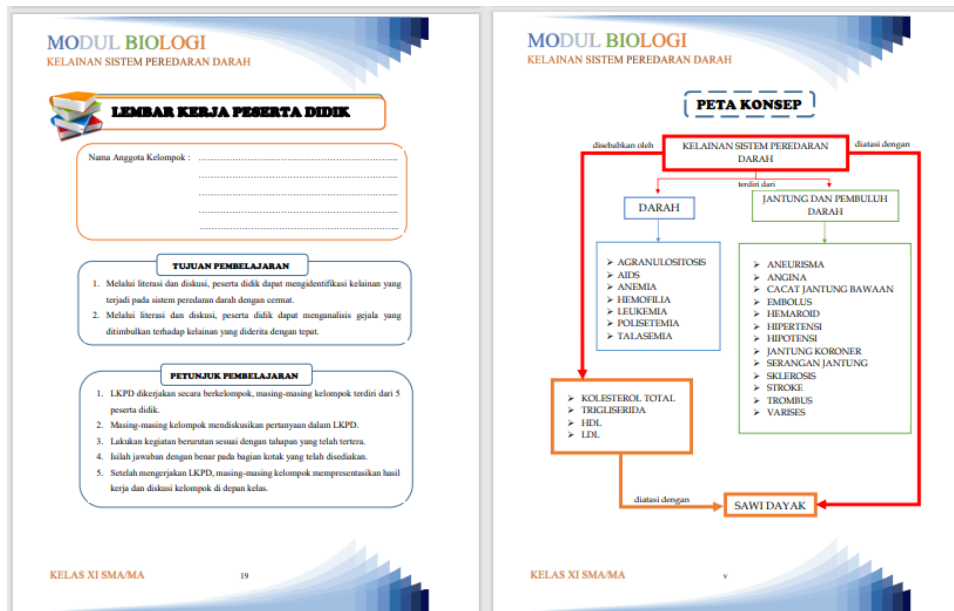 MODUL BIOLOGI
KELAINAN SISTEM PEREDARAN DARAH
LEMBAR KERJA PESERTA DIDIK
Nama Anggota Kelompok : ……………………………………………………...
……………………………………………………...
……………………………………………………...
……………………………………………………...
……………………………………………………...
TUJUAN PEMBELAJARAN
1. Melalui literasi dan diskusi, peserta didik dapat mengidentifikasi kelainan yang
terjadi pada sistem peredaran darah dengan cermat.
2. Melalui literasi dan diskusi, peserta didik dapat menganalisis gejala yang
ditimbulkan terhadap kelainan yang diderita dengan tepat.
PETUNJUK PEMBELAJARAN
1. LKPD dikerjakan secara berkelompok, masing-masing kelompok terdiri dari 5
peserta didik.
2. Masing-masing kelompok mendiskusikan pertanyaan dalam LKPD.
3. Lakukan kegiatan berurutan sesuai dengan tahapan yang telah tertera.
4. Isilah jawaban dengan benar pada bagian kotak yang telah disediakan.
5. Setelah mengerjakan LKPD, masing-masing kelompok mempresentasikan hasil
kerja dan diskusi kelompok di depan kelas.
KELAS XI SMA/MA
19
MODUL BIOLOGI
KELAINAN SISTEM PEREDARAN DARAH
PETA KONSEP
disebabkan oleh
KELAINAN SISTEM PEREDARAN
DARAH
diatasi dengan
terdiri dari
DARAH
JANTUNG DAN PEMBULUH
DARAH
➢ AGRANULOSITOSIS
➢ AIDS
➢ ANEMIA
➢ HEMOFILIA
➢ LEUKEMIA
➢ POLISETEMIA
➢ TALASEMIA
➢ ANEURISMA
➢ ANGINA
➢ CACAT JANTUNG BAWAAN
➢ EMBOLUS
➢ HEMAROID
➢ HIPERTENSI
➢ HIPOTENSI
➢ JANTUNG KORONER
➢ SERANGAN JANTUNG
➢ SKLEROSIS
➢ STROKE
➢ TROMBUS
➢ VARISES
➢ KOLESTEROL TOTAL
➢ TRIGLISERIDA
➢ HDL
➢ LDL
diatasi dengan
SAWI DAYAK
KELAS XI SMA/MA
v